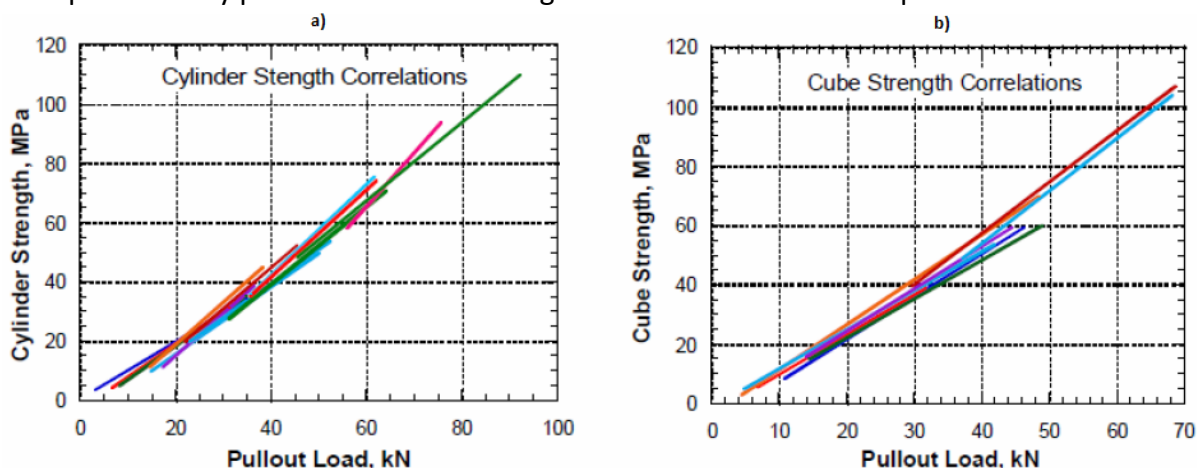 a)
120
Cylinder Stength Correlations
100
80
60
40
20
0
Cylinder Strength, MPa
0 20 40 60 80 100
Pullout Load, kN
b)
120
Cube Strength Correlations
100
80
60
40
20
0
Cube Strength, MPa
0 10 20 30 40 50 60 70
Pullout Load, kN